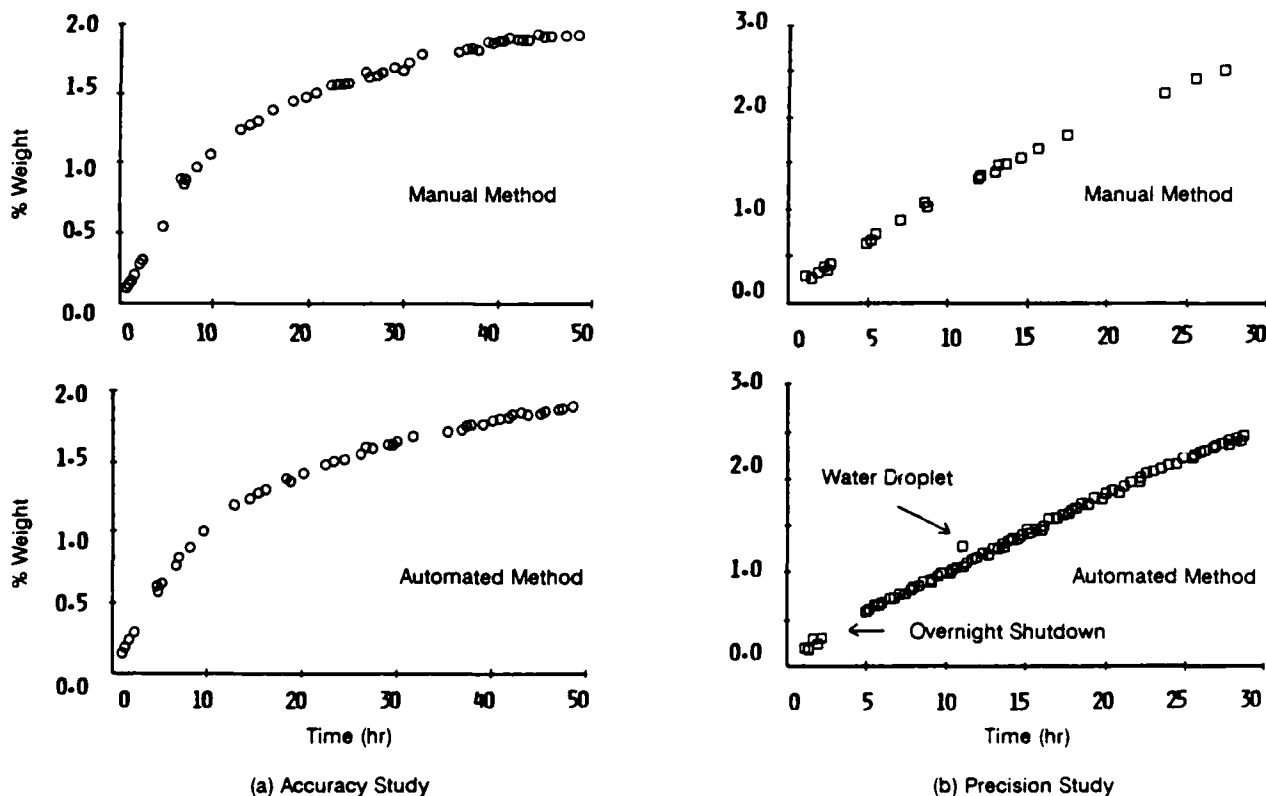 2.0
1.5
1.0
0.5
0.0
% Weight
Manual Method
0 10 20 30 40 50
3.0
2.0
1.0
0.0
Manual Method
0 5 10 15 20 25 30
2.0
1.5
1.0
0.5
0.0
% Weight
Automated Method
0 10 20 30 40 50
Time (hr)
(a) Accuracy Study
3.0
2.0
1.0
0.0
Water Droplet
Automated Method
Overnight Shutdown
0 5 10 15 20 25 30
Time (hr)
(b) Precision Study